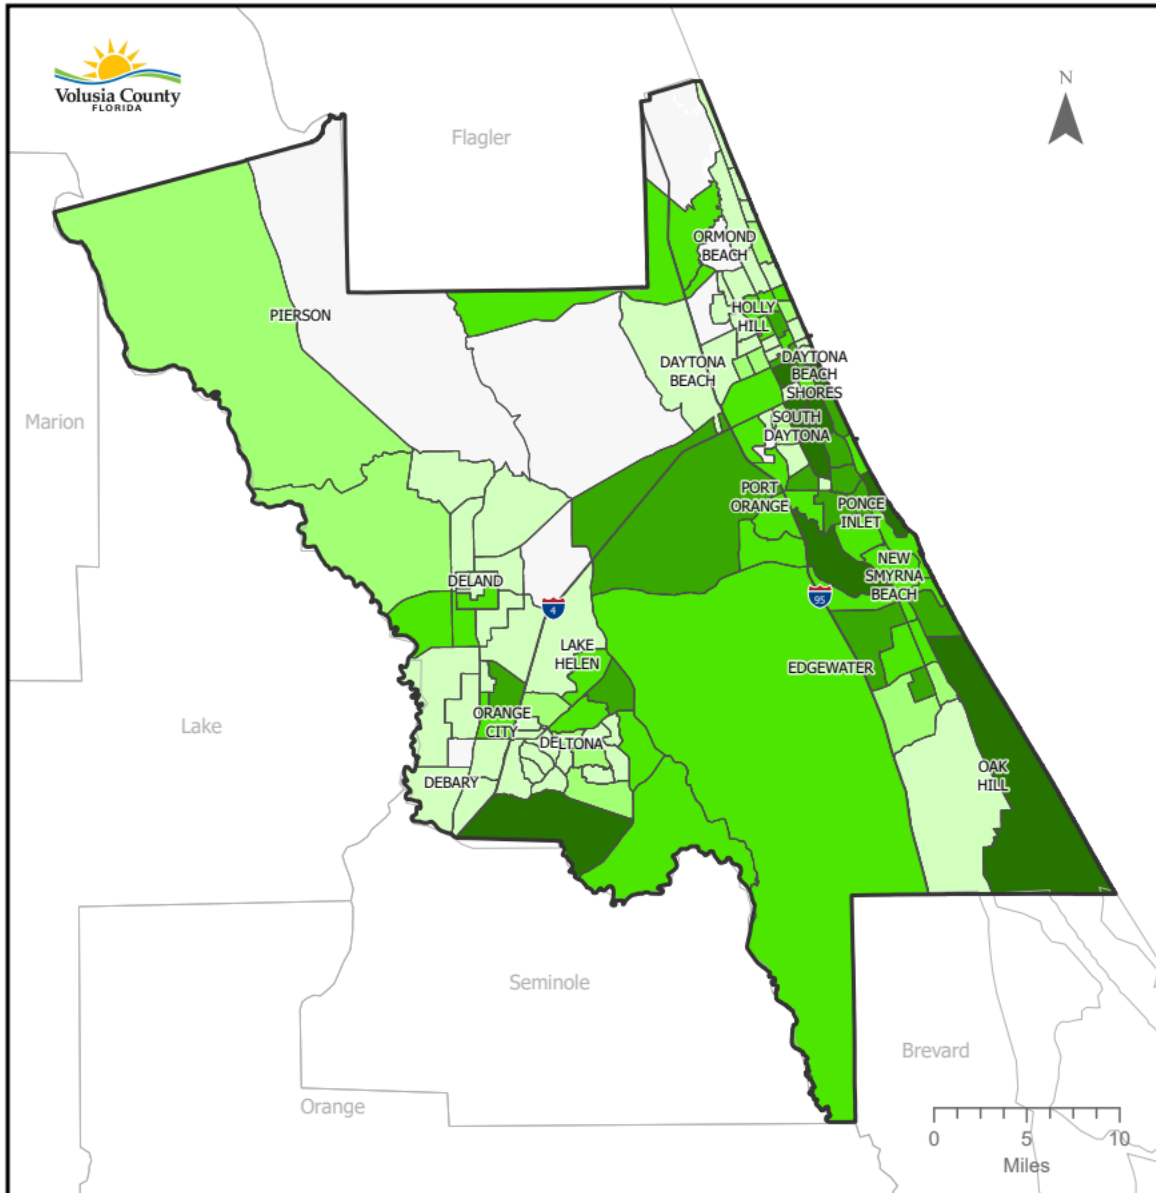 Volusia County
FLORIDA
N
Flagler
ORMOND
BEACH
PIERSON
HOLLY
HILL
DAYTONA
BEACH
DAYTONA
BEACH
SHORES
Marion
SOUTH
DAYTONA
PORT
ORANGE
PONCE
INLET
NEW
SMYRNA
BEACH
DELAND
4
95
LAKE
HELEN
EDGEWATER
Lake
ORANGE
CITY
DELTONA
OAK
HILL
DEBARY
Seminole
Brevard
Orange
0 5 10
Miles